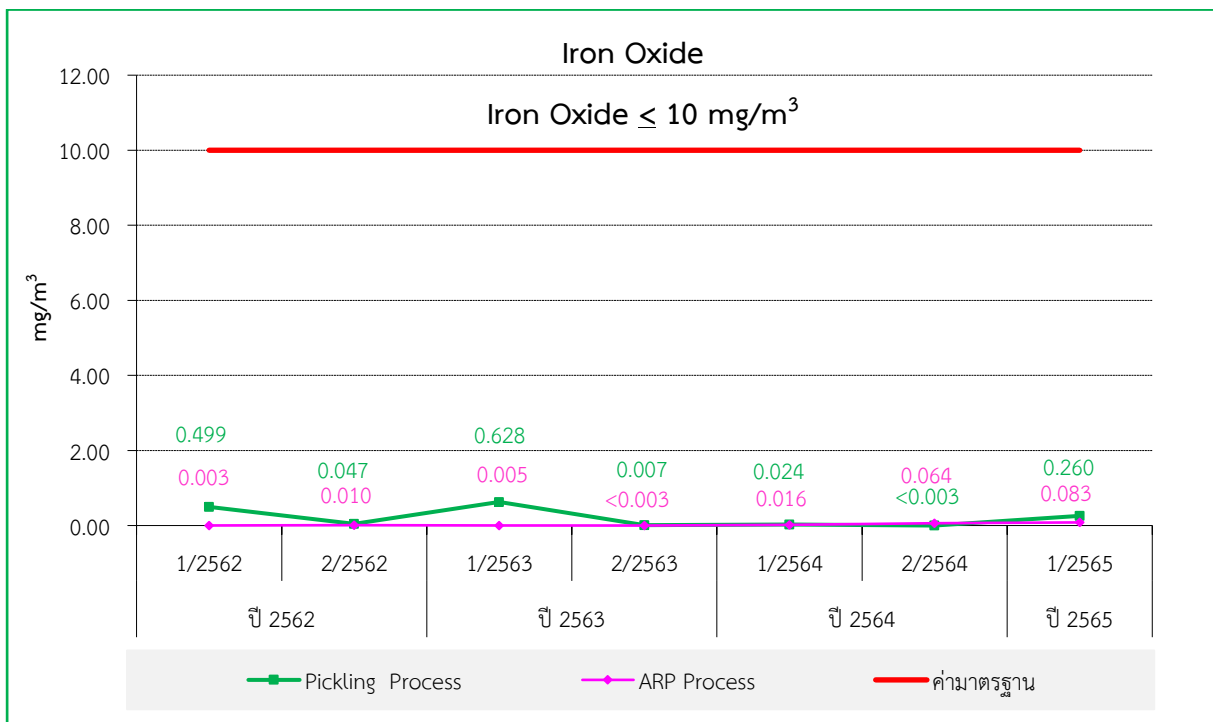 Iron Oxide
Iron Oxide ≤ 10 mg/m³
mg/m³
12.00
10.00
8.00
6.00
4.00
2.00
0.00
0.499 0.047 0.628 0.007 0.024 0.064 0.260
0.003 0.010 0.005 <0.003 0.016 <0.003 0.083
1/2562 2/2562 1/2563 2/2563 1/2564 2/2564 1/2565
ปี 2562 ปี 2563 ปี 2564 ปี 2565
Pickling Process ARP Process ค่ามาตรฐาน